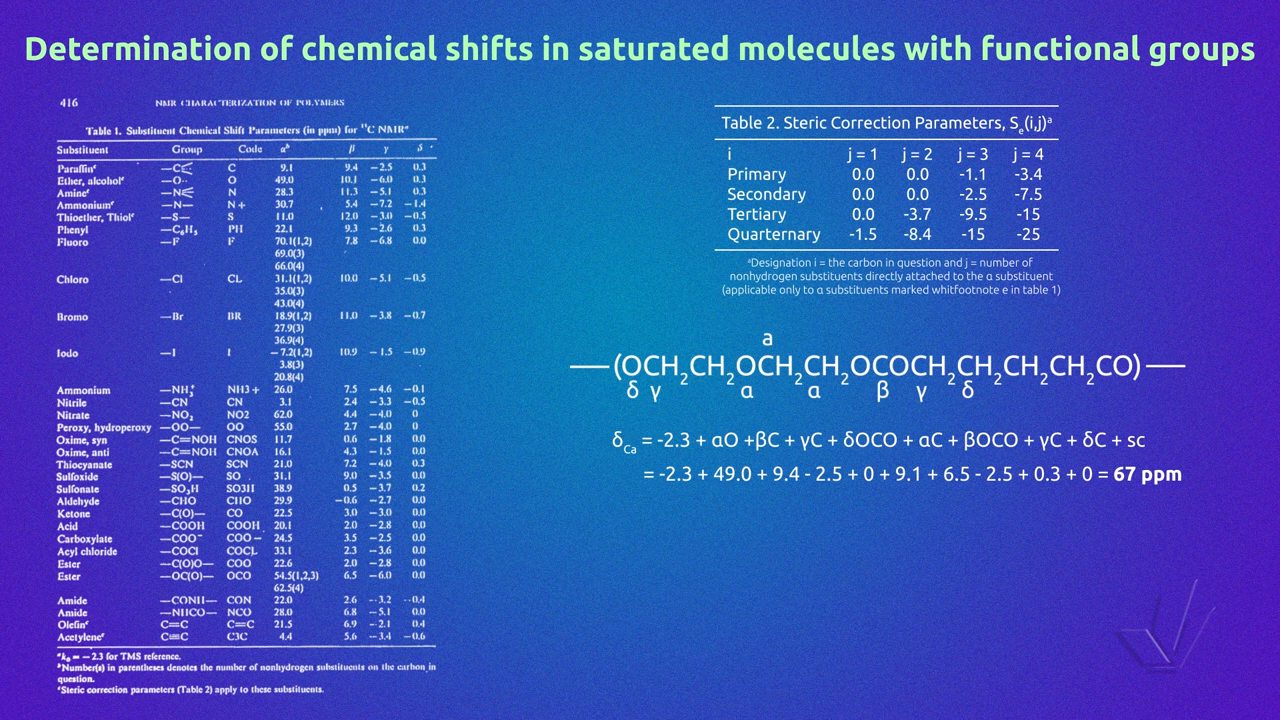 Determination of chemical shifts in saturated molecules with functional groups
416 NMR CHARACTERIZATION OF POLYMERS
Table 1. Substituent Chemical Shift Parameters (in ppm) for ¹³C NMRᵃ
Substituent Group Code αᵇ β γ δ
Paraffinᶜ —C⋲ C 9.1 9.4 −2.5 0.3
Ether, alcoholᶜ —O·· O 49.0 10.1 −6.0 0.3
Amineᶜ —N⋲ N 28.3 11.3 −5.1 0.3
Ammoniumᶜ —N— N + 30.7 5.4 −7.2 −1.4
Thioether, Thiolᶜ —S— S 11.0 12.0 −3.0 −0.5
Phenyl —C₆H₅ PH 22.1 9.3 −2.6 0.3
Fluoro —F F 70.1(1,2) 7.8 −6.8 0.0
69.0(3)
66.0(4)
Chloro —Cl CL 31.1(1,2) 10.0 −5.1 −0.5
35.0(3)
43.0(4)
Bromo —Br BR 18.9(1,2) 11.0 −3.8 −0.7
27.9(3)
36.9(4)
Iodo —I I −7.2(1,2) 10.9 −1.5 −0.9
3.8(3)
20.8(4)
Ammonium —NH₃⁺ NH3 + 26.0 7.5 −4.6 −0.1
Nitrile —CN CN 3.1 2.4 −3.3 −0.5
Nitrate —NO₂ NO2 62.0 4.4 −4.0 0
Peroxy, hydroperoxy —OO— OO 55.0 2.7 −4.0 0
Oxime, syn —C=NOH CNOS 11.7 0.6 −1.8 0.0
Oxime, anti —C=NOH CNOA 16.1 4.3 −1.5 0.0
Thiocyanate —SCN SCN 21.0 7.2 −4.0 0.3
Sulfoxide —S(O)— SO 31.1 9.0 −3.5 0.0
Sulfonate —SO₃H SO3H 38.9 0.5 −3.7 0.2
Aldehyde —CHO CHO 29.9 −0.6 −2.7 0.0
Ketone —C(O)— CO 22.5 3.0 −3.0 0.0
Acid —COOH COOH 20.1 2.0 −2.8 0.0
Carboxylate —COO⁻ COO− 24.5 3.5 −2.5 0.0
Acyl chloride —COCl COCL 33.1 2.3 −3.6 0.0
Ester —C(O)O— COO 22.6 2.0 −2.8 0.0
Ester —OC(O)— OCO 54.5(1,2,3) 6.5 −6.0 0.0
62.5(4)
Amide —CONH— CON 22.0 2.6 −3.2 −0.4
Amide —NHCO— NCO 28.0 6.8 −5.1 0.0
Olefinᶜ C=C C=C 21.5 6.9 −2.1 0.4
Acetyleneᶜ C≡C C3C 4.4 5.6 −3.4 −0.6
ᵃk₀ = −2.3 for TMS reference.
ᵇNumber(s) in parentheses denotes the number of nonhydrogen substituents on the carbon in
question.
ᶜSteric correction parameters (Table 2) apply to these substituents.
Table 2. Steric Correction Parameters, Sₑ(i,j)ᵃ
i j = 1 j = 2 j = 3 j = 4
Primary 0.0 0.0 -1.1 -3.4
Secondary 0.0 0.0 -2.5 -7.5
Tertiary 0.0 -3.7 -9.5 -15
Quarternary -1.5 -8.4 -15 -25
ᵃDesignation i = the carbon in question and j = number of
nonhydrogen substituents directly attached to the α substituent
(applicable only to α substituents marked whitfootnote e in table 1)
a
—(OCH₂CH₂OCH₂CH₂OCOCH₂CH₂CH₂CH₂CO)—
δ γ α α β γ δ
δCa = -2.3 + αO +βC + γC + δOCO + αC + βOCO + γC + δC + sc
= -2.3 + 49.0 + 9.4 - 2.5 + 0 + 9.1 + 6.5 - 2.5 + 0.3 + 0 = 67 ppm